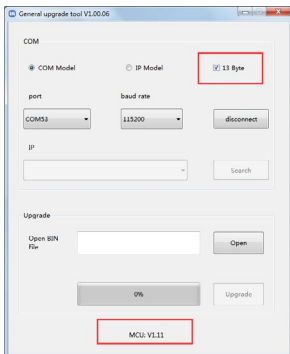 General upgrade tool V1.00.06
COM
COM Model
IP Model
13 Byte
port
baud rate
COM53
115200
disconnect
IP
Search
Upgrade
Open BIN
File
Open
0%
Upgrade
MCU: V1.11